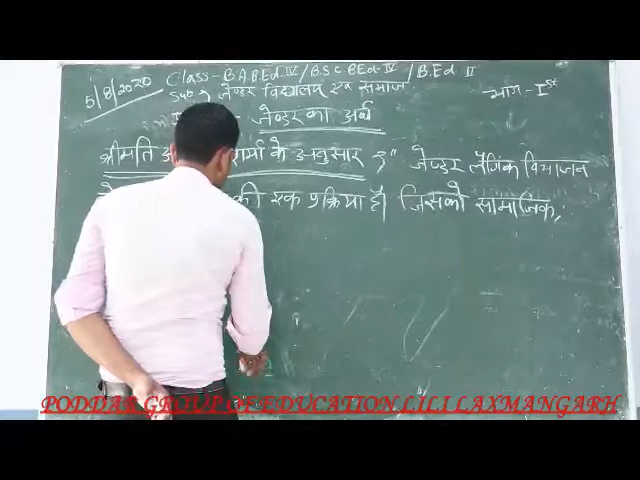 5/8/2020 Class - B.A.B.Ed. IV / B.SC B.Ed - IV / B.Ed II
Sub जेण्डर विद्यालय एवं समाज
भाग - I st
जेण्डर का अर्थ
श्रीमति शर्मा के अनुसार :" जेण्डर लैंगिक विभाजन
की एक प्रक्रिया है। जिसको सामाजिक,
PODDAR GROUP OF EDUCATION LILI LAXMANGARH